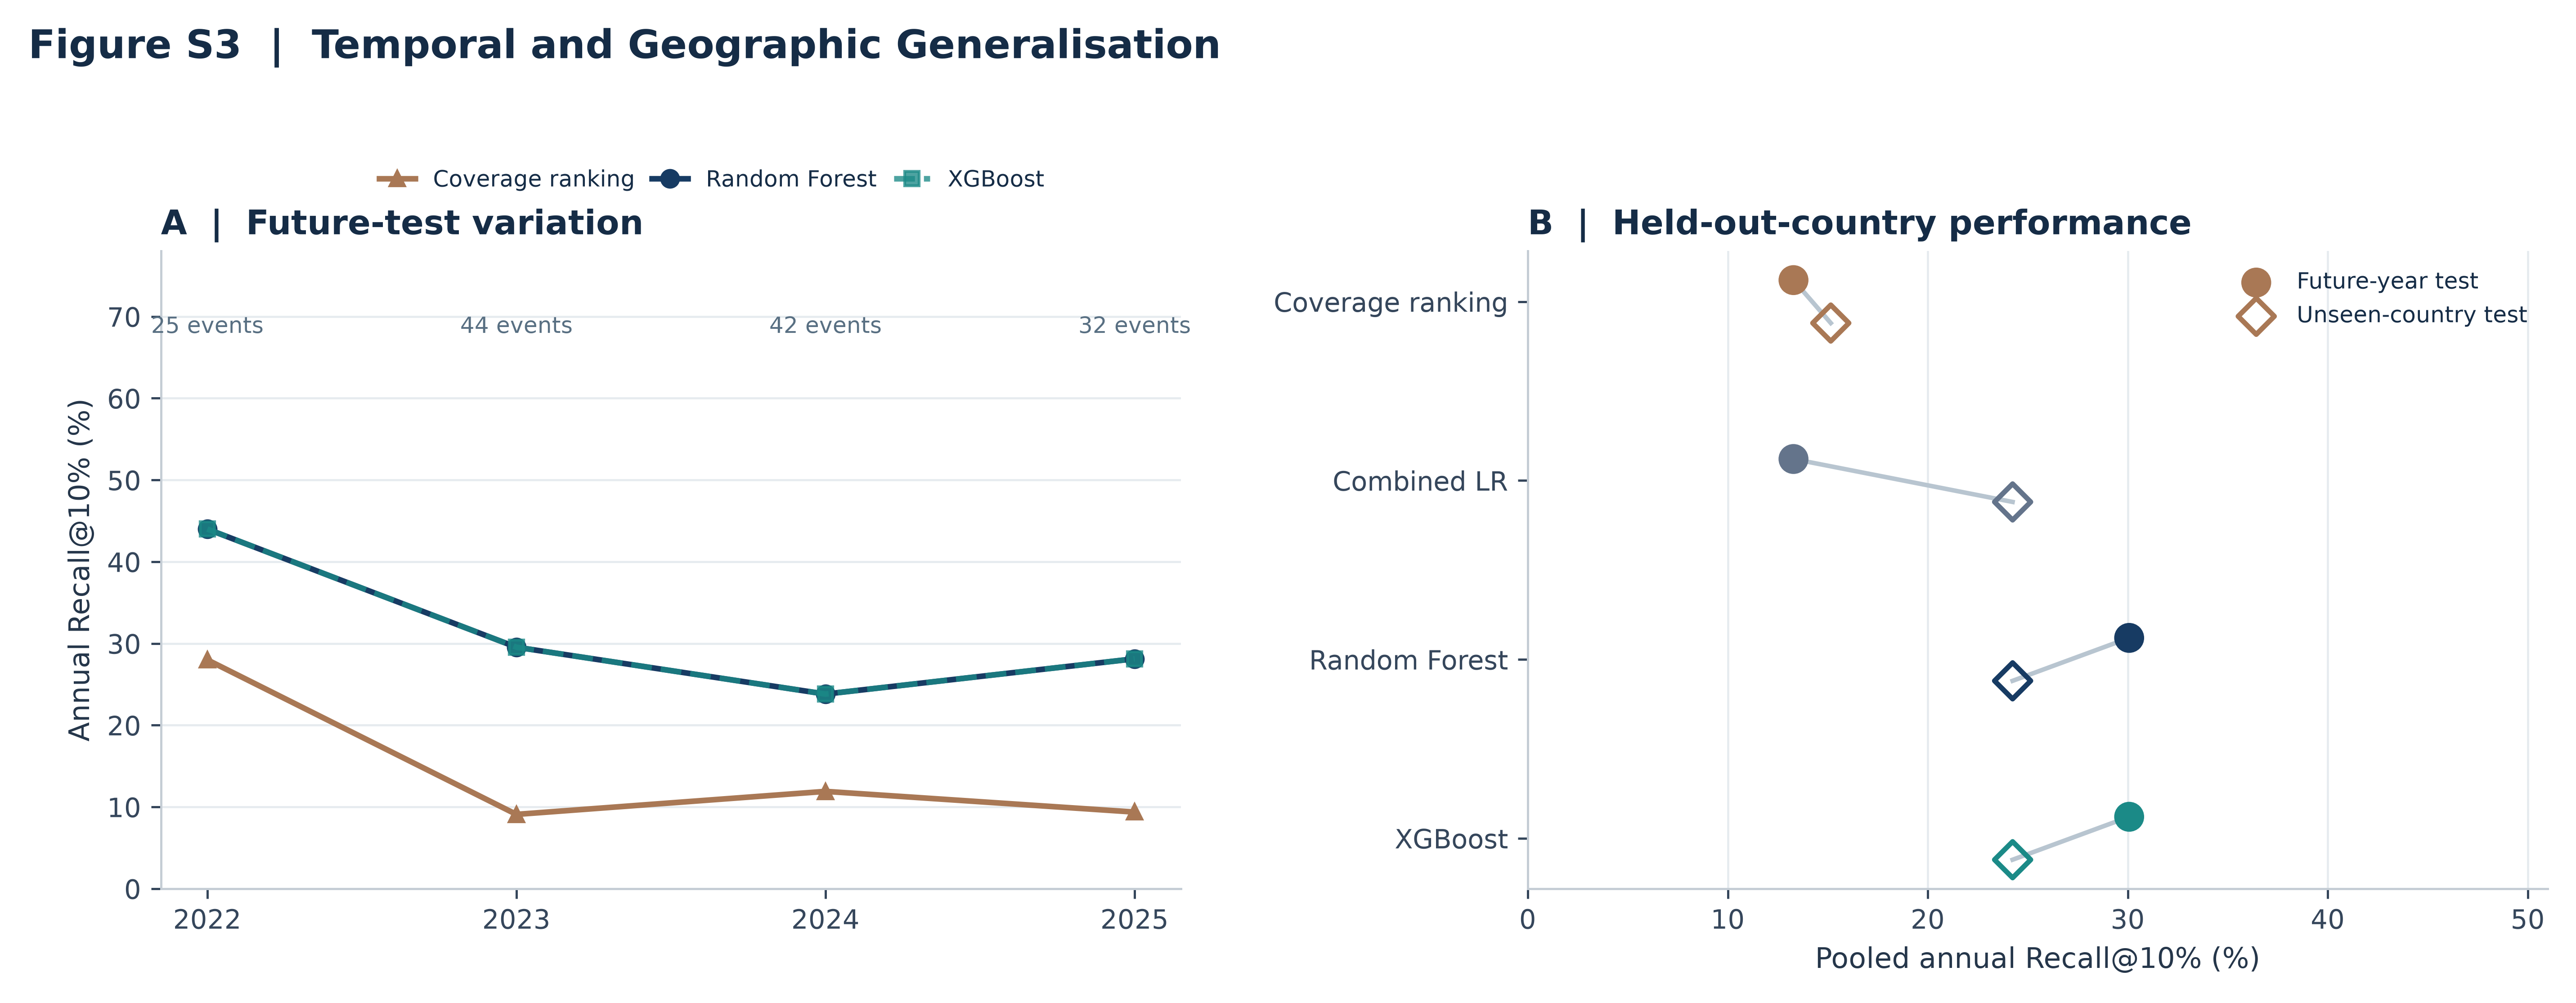 Figure S3 | Temporal and Geographic Generalisation
Coverage ranking Random Forest XGBoost
A | Future-test variation
25 events 44 events 42 events 32 events
Annual Recall@10% (%)
70
60
50
40
30
20
10
0
2022 2023 2024 2025
B | Held-out-country performance
Future-year test
Unseen-country test
Coverage ranking
Combined LR
Random Forest
XGBoost
0 10 20 30 40 50
Pooled annual Recall@10% (%)